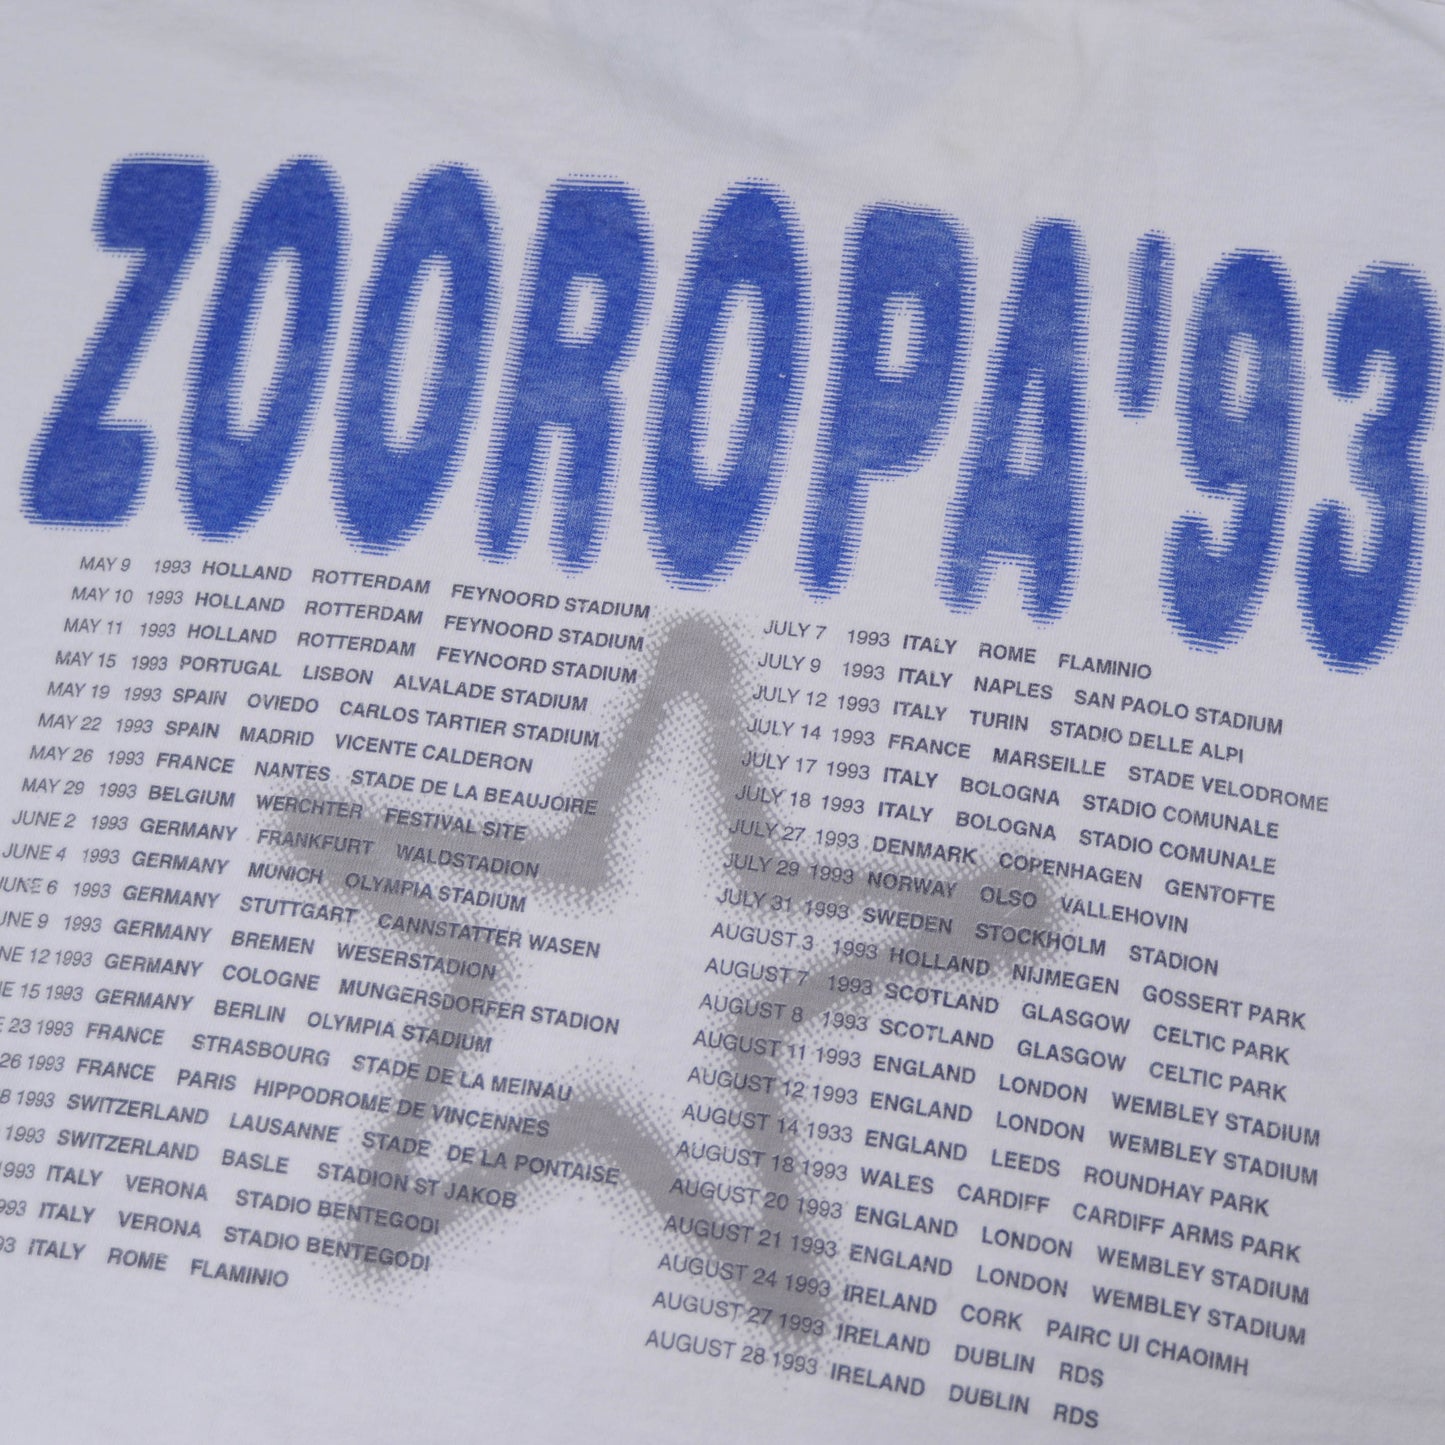 ZOOROPA'93
MAY 9 1993 HOLLAND ROTTERDAM FEYNOORD STADIUM
MAY 10 1993 HOLLAND ROTTERDAM FEYNOORD STADIUM
MAY 11 1993 HOLLAND ROTTERDAM FEYNOORD STADIUM
MAY 15 1993 PORTUGAL LISBON ALVALADE STADIUM
MAY 19 1993 SPAIN OVIEDO CARLOS TARTIER STADIUM
MAY 22 1993 SPAIN MADRID VICENTE CALDERON
MAY 26 1993 FRANCE NANTES STADE DE LA BEAUJOIRE
MAY 29 1993 BELGIUM WERCHTER FESTIVAL SITE
JUNE 2 1993 GERMANY FRANKFURT WALDSTADION
JUNE 4 1993 GERMANY MUNICH OLYMPIA STADIUM
JUNE 6 1993 GERMANY STUTTGART CANNSTATTER WASEN
UNE 9 1993 GERMANY BREMEN WESERSTADION
NE 12 1993 GERMANY COLOGNE MUNGERSDORFER STADION
E 15 1993 GERMANY BERLIN OLYMPIA STADIUM
23 1993 FRANCE STRASBOURG STADE DE LA MEINAU
26 1993 FRANCE PARIS HIPPODROME DE VINCENNES
8 1993 SWITZERLAND LAUSANNE STADE DE LA PONTAISE
1993 SWITZERLAND BASLE STADION ST JAKOB
1993 ITALY VERONA STADIO BENTEGODI
993 ITALY VERONA STADIO BENTEGODI
93 ITALY ROME FLAMINIO
JULY 7 1993 ITALY ROME FLAMINIO
JULY 9 1993 ITALY NAPLES SAN PAOLO STADIUM
JULY 12 1993 ITALY TURIN STADIO DELLE ALPI
JULY 14 1993 FRANCE MARSEILLE STADE VELODROME
JULY 17 1993 ITALY BOLOGNA STADIO COMUNALE
JULY 18 1993 ITALY BOLOGNA STADIO COMUNALE
JULY 27 1993 DENMARK COPENHAGEN GENTOFTE
JULY 29 1993 NORWAY OLSO VALLEHOVIN
JULY 31 1993 SWEDEN STOCKHOLM STADION
AUGUST.3 1993 HOLLAND NIJMEGEN GOSSERT PARK
AUGUST 7 1993 SCOTLAND GLASGOW CELTIC PARK
AUGUST 8 1993 SCOTLAND GLASGOW CELTIC PARK
AUGUST 11 1993 ENGLAND LONDON WEMBLEY STADIUM
AUGUST 12 1993 ENGLAND LONDON WEMBLEY STADIUM
AUGUST 14 1933 ENGLAND LEEDS ROUNDHAY PARK
AUGUST 18 1993 WALES CARDIFF CARDIFF ARMS PARK
AUGUST 20 1993 ENGLAND LONDON WEMBLEY STADIUM
AUGUST 21 1993 ENGLAND LONDON WEMBLEY STADIUM
AUGUST 24 1993 IRELAND CORK PAIRC UI CHAOIMH
AUGUST 27 1993 IRELAND DUBLIN RDS
AUGUST 28 1993 IRELAND DUBLIN RDS